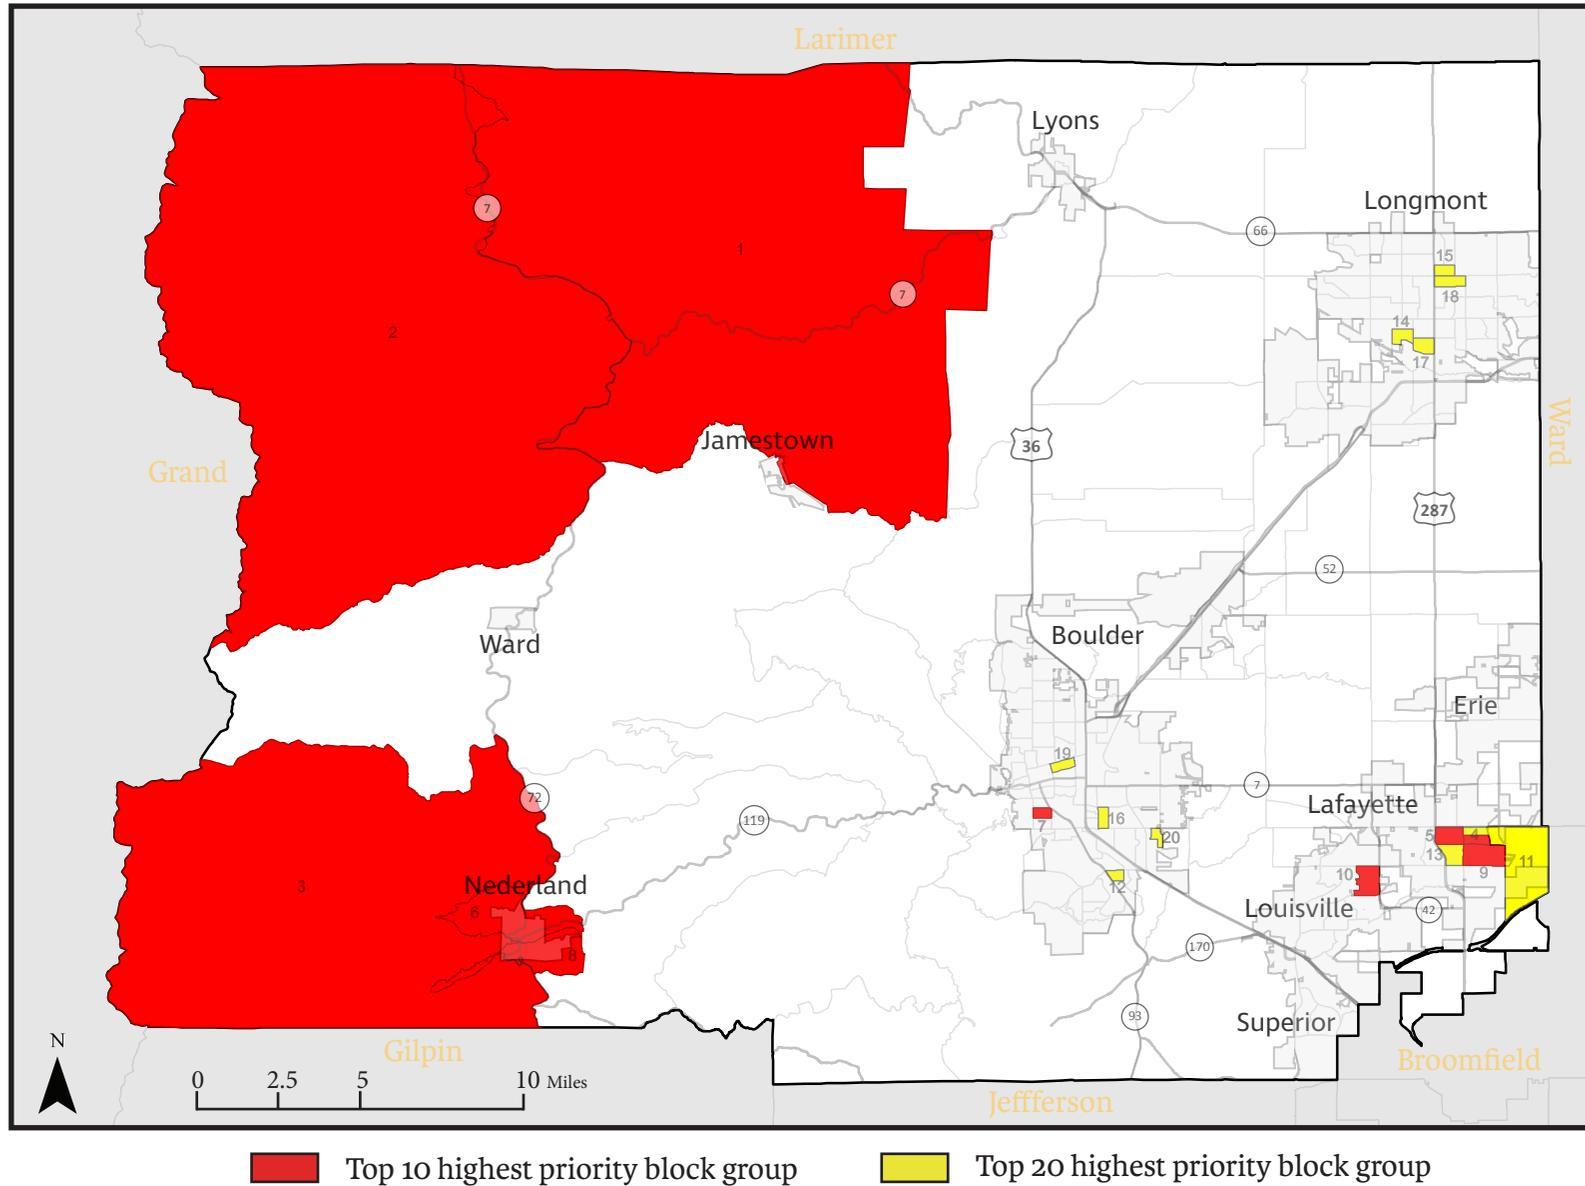 Larimer
Lyons
Longmont
7
66
15
1
18
7
2
14
17
Jamestown
36
Ward
Grand
287
52
Boulder
Ward
Erie
19
72
7
Lafayette
119
7
16
20
5
4
13
11
9
10
3
Nederland
12
6
Louisville
42
8
170
93
Superior
N
Gilpin
Broomfield
0 2.5 5 10 Miles
Jeffferson
Top 10 highest priority block group
Top 20 highest priority block group